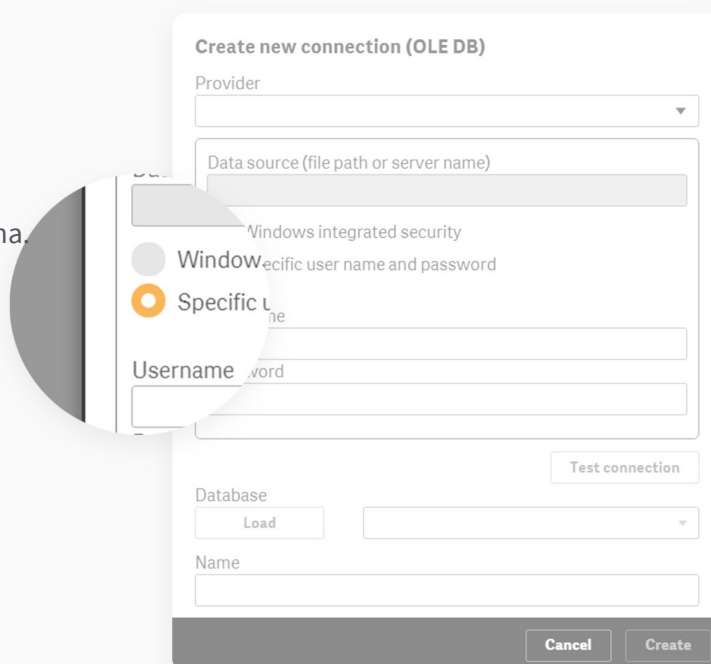 Create new connection (OLE DB)
Provider
Data source (file path or server name)
na.
Windows integrated security
Window
Specific user name and password
Specific u
Username
Password
Test connection
Database
Load
Name
Cancel Create